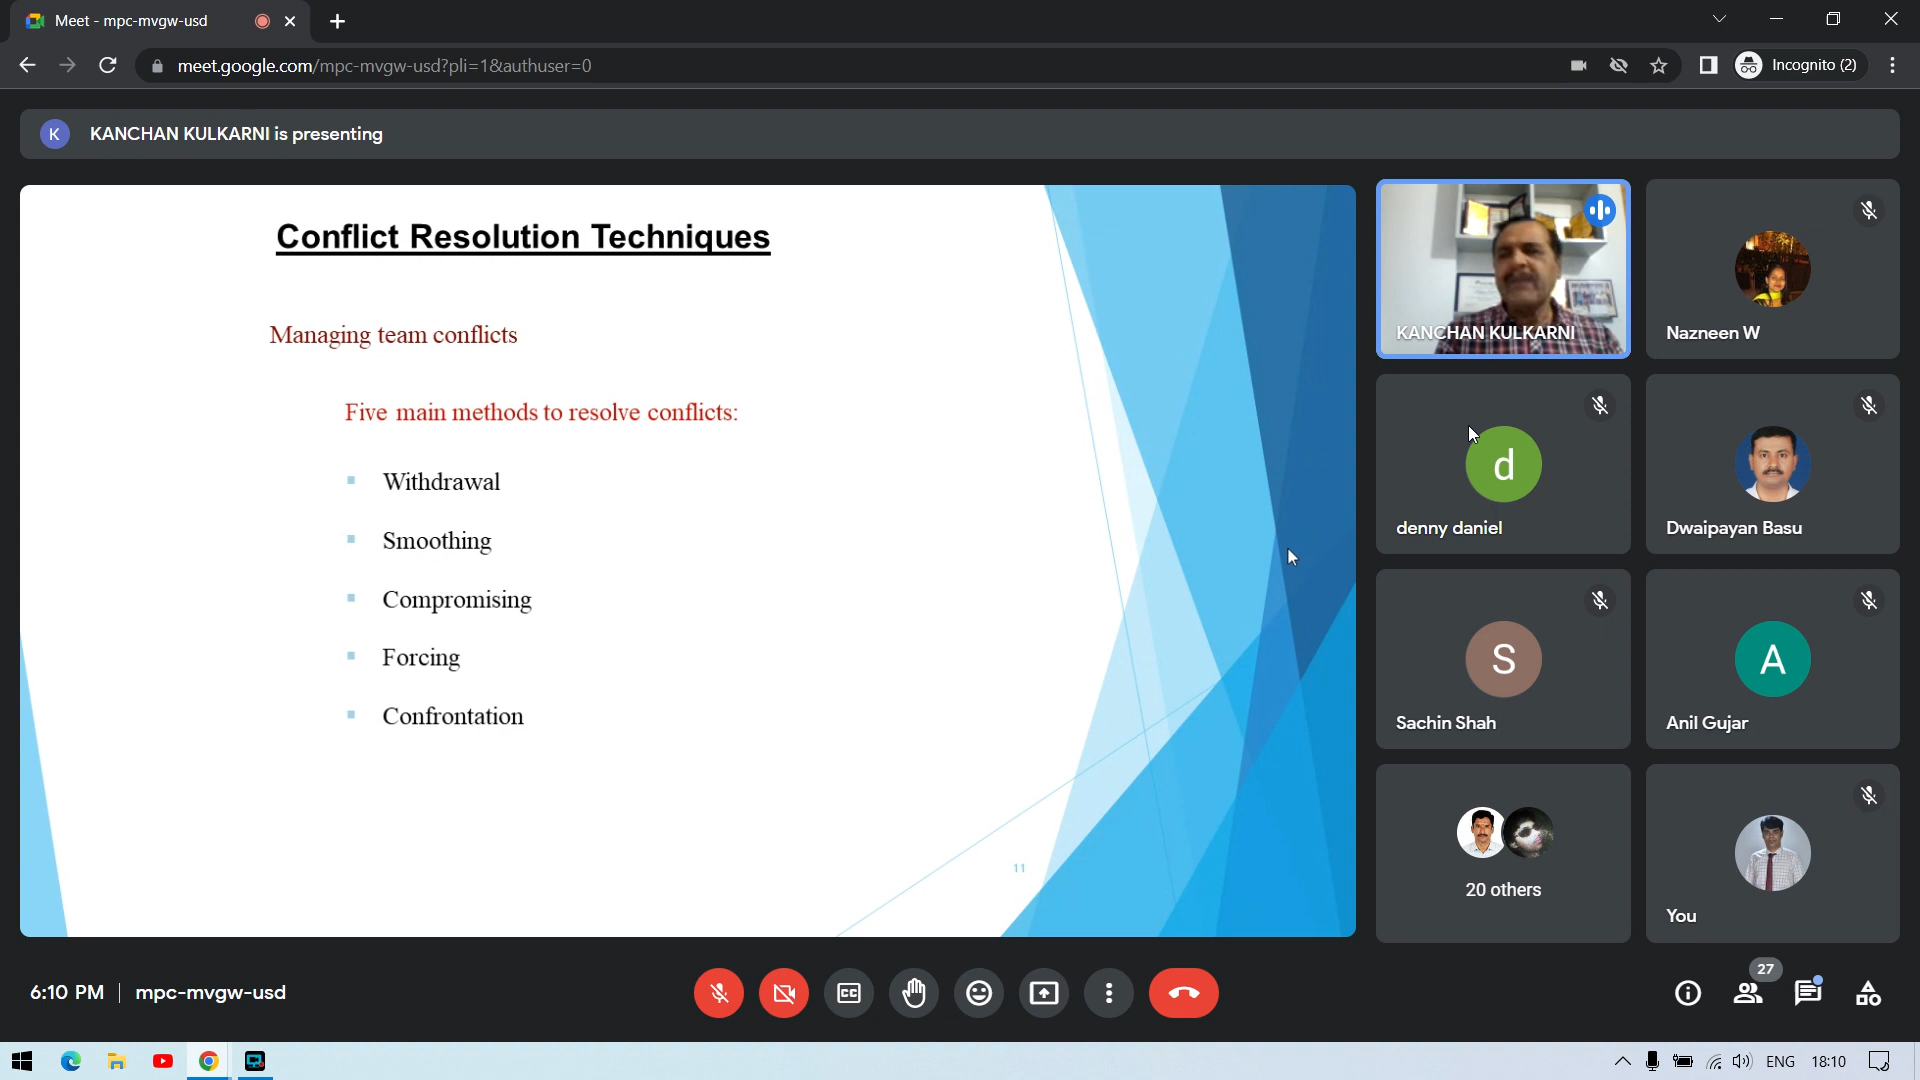 Meet - mpc-mvgw-usd
meet.google.com/mpc-mvgw-usd?pli=1&authuser=0
Incognito (2)
K
KANCHAN KULKARNI is presenting
Conflict Resolution Techniques
Managing team conflicts
Five main methods to resolve conflicts:
Withdrawal
Smoothing
Compromising
Forcing
Confrontation
11
KANCHAN KULKARNI
Nazneen W
d
denny daniel
Dwaipayan Basu
S
Sachin Shah
A
Anil Gujar
20 others
You
6:10 PM | mpc-mvgw-usd
CC
27
ENG
18:10